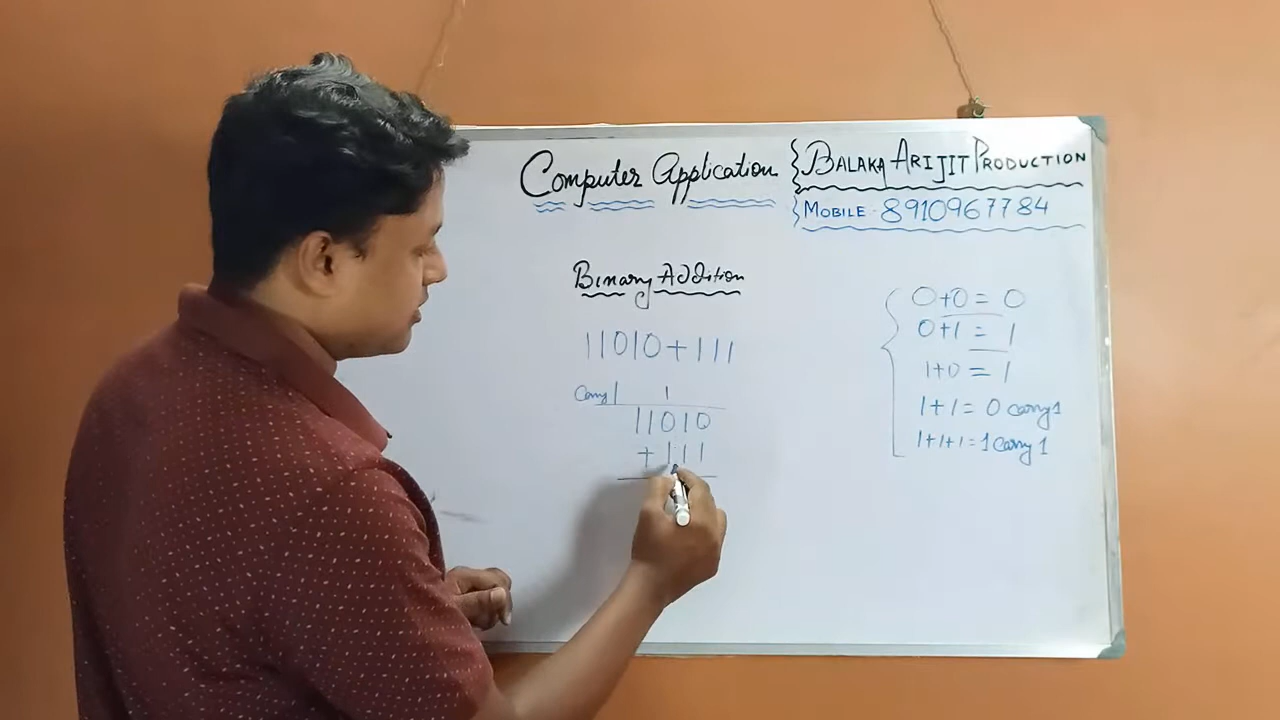 Computer Application
BALAKA ARIJIT PRODUCTION
MOBILE - 8910967784
Binary Addition
11010+111
Carry 1 1
11010
+111
0+0=0
0+1=1
1+0=1
1+1=0 carry 1
1+1+1=1 Carry 1